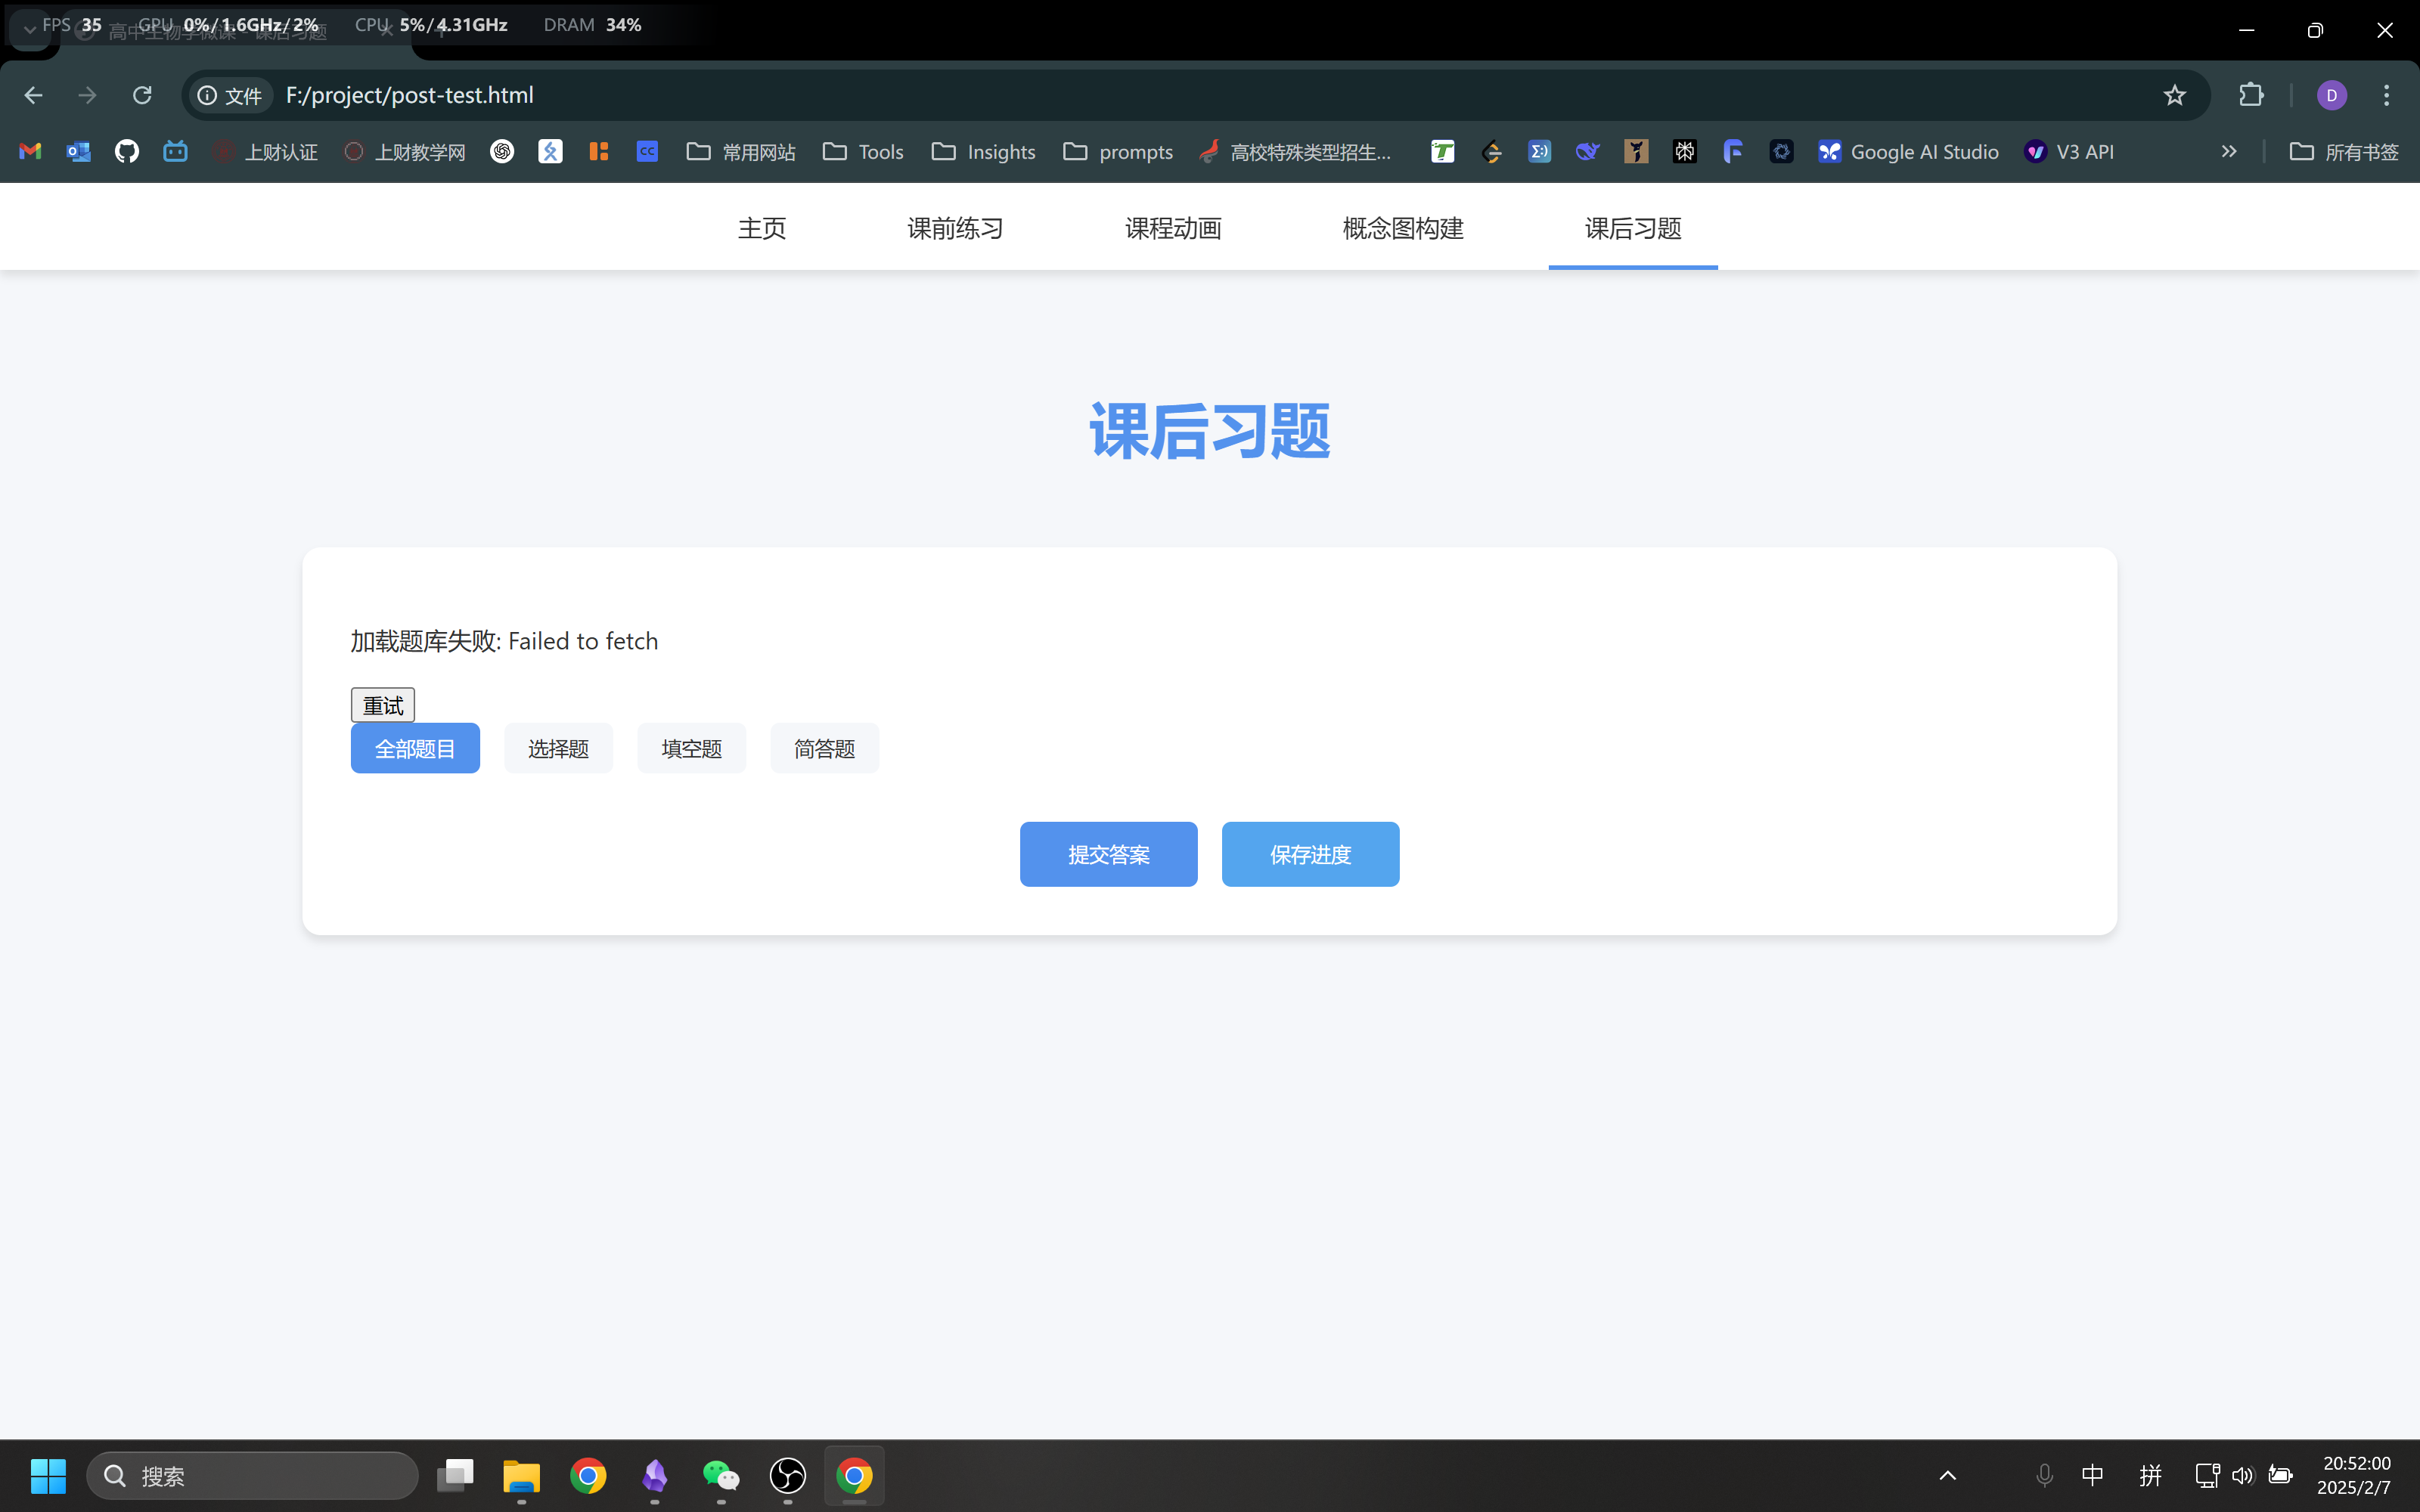 FPS 35 GPU 0%/1.6GHz/2% CPU 5%/4.31GHz DRAM 34%
高中生物学微课 - 课后习题
文件 F:/project/post-test.html D
上财认证 上财教学网 CC 常用网站 Tools Insights prompts 高校特殊类型招生... Σ:) Google AI Studio V3 API 所有书签
主页 课前练习 课程动画 概念图构建 课后习题
课后习题
加载题库失败: Failed to fetch
重试
全部题目 选择题 填空题 简答题
提交答案 保存进度
搜索 中 拼 20:52:00
2025/2/7